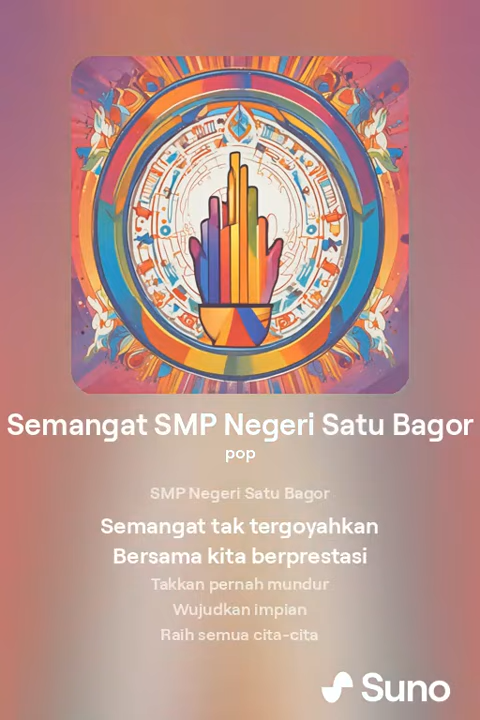 Semangat SMP Negeri Satu Bagor
pop
SMP Negeri Satu Bagor
Semangat tak tergoyahkan
Bersama kita berprestasi
Takkan pernah mundur
Wujudkan impian
Raih semua cita-cita
Suno